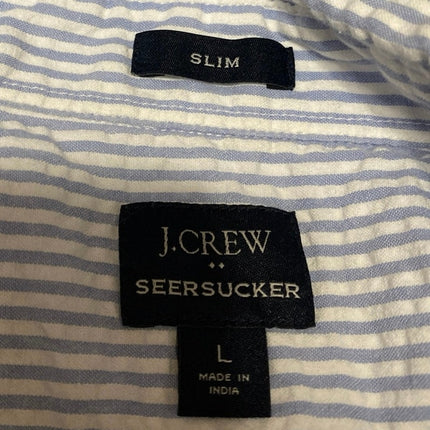 SLIM
J.CREW
SEERSUCKER
L
MADE IN
INDIA